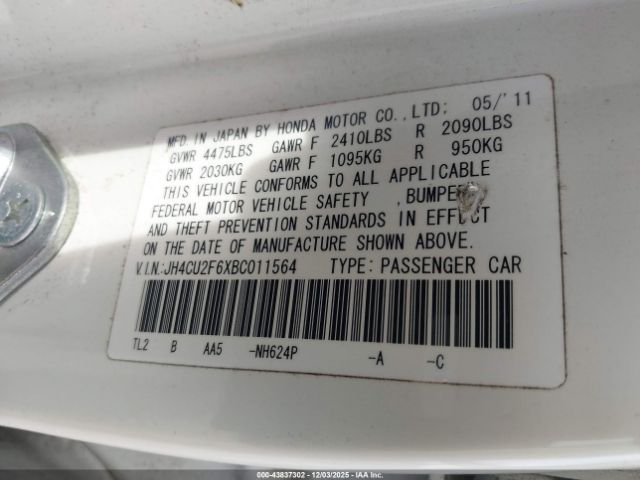 MFD.IN JAPAN BY HONDA MOTOR CO.,LTD; 05/'11
GVWR 4475LBS GAWR F 2410LBS R 2090LBS
GVWR 2030KG GAWR F 1095KG R 950KG
THIS VEHICLE CONFORMS TO ALL APPLICABLE
FEDERAL MOTOR VEHICLE SAFETY ,BUMPER
AND THEFT PREVENTION STANDARDS IN EFFECT
ON THE DATE OF MANUFACTURE SHOWN ABOVE.
V.I.N.:JH4CU2F6XBC011564 TYPE: PASSENGER CAR
TL2 B AA5 -NH624P -A -C
000-43837302 - 12/03/2025 - IAAI.COM